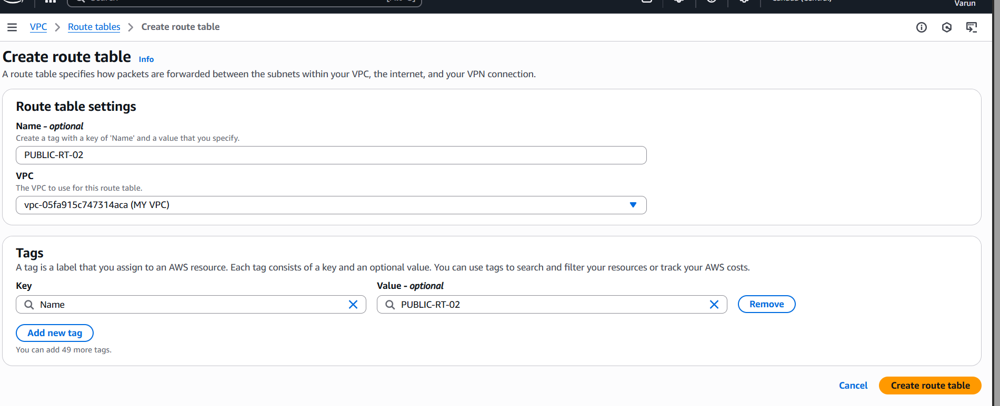 Varun
VPC > Route tables > Create route table
Create route table Info
A route table specifies how packets are forwarded between the subnets within your VPC, the internet, and your VPN connection.
Route table settings
Name - optional
Create a tag with a key of 'Name' and a value that you specify.
PUBLIC-RT-02
VPC
The VPC to use for this route table.
vpc-05fa915c747314aca (MY VPC)
Tags
A tag is a label that you assign to an AWS resource. Each tag consists of a key and an optional value. You can use tags to search and filter your resources or track your AWS costs.
Key Value - optional
Name PUBLIC-RT-02 Remove
Add new tag
You can add 49 more tags.
Cancel Create route table